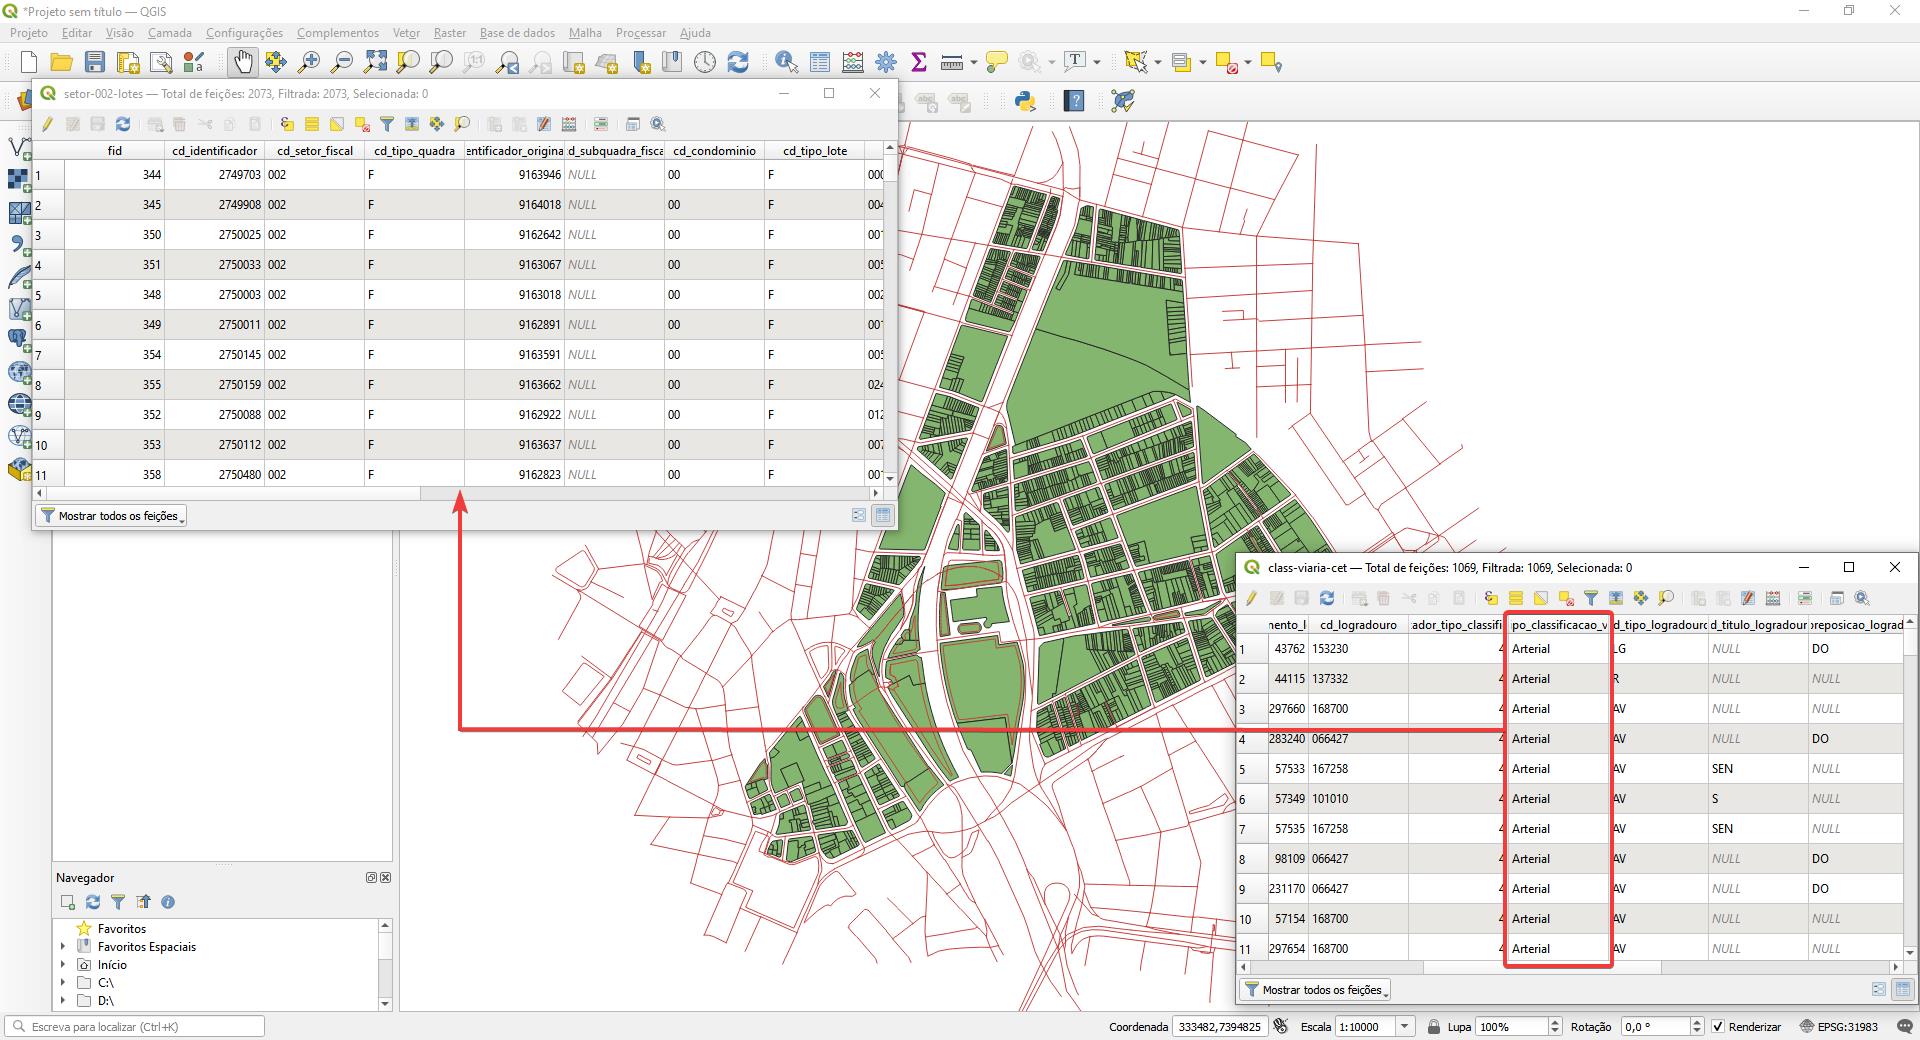 *Projeto sem título — QGIS
Projeto Editar Visão Camada Configurações Complementos Vetor Raster Base de dados Malha Processar Ajuda
setor-002-lotes — Total de feições: 2073, Filtrada: 2073, Selecionada: 0
fid cd_identificador cd_setor_fiscal cd_tipo_quadra entificador_origina d_subquadra_fisca cd_condominio cd_tipo_lote
1 344 2749703 002 F 9163946 NULL 00 F 000
2 345 2749908 002 F 9164018 NULL 00 F 004
3 350 2750025 002 F 9162642 NULL 00 F 001
4 351 2750033 002 F 9163067 NULL 00 F 005
5 348 2750003 002 F 9163018 NULL 00 F 002
6 349 2750011 002 F 9162891 NULL 00 F 001
7 354 2750145 002 F 9163591 NULL 00 F 005
8 355 2750159 002 F 9163662 NULL 00 F 024
9 352 2750088 002 F 9162922 NULL 00 F 012
10 353 2750112 002 F 9163637 NULL 00 F 007
11 358 2750480 002 F 9162823 NULL 00 F 001
Mostrar todos os feições
class-viaria-cet — Total de feições: 1069, Filtrada: 1069, Selecionada: 0
mento_l cd_logradouro ador_tipo_classifi ipo_classificacao_v d_tipo_logradouro d_titulo_logradour preposicao_lograd
1 43762 153230 4 Arterial LG NULL DO
2 44115 137332 4 Arterial R NULL NULL
3 297660 168700 4 Arterial AV NULL NULL
4 283240 066427 4 Arterial AV NULL DO
5 57533 167258 4 Arterial AV SEN NULL
6 57349 101010 4 Arterial AV S NULL
7 57535 167258 4 Arterial AV SEN NULL
8 98109 066427 4 Arterial AV NULL DO
9 231170 066427 4 Arterial AV NULL DO
10 57154 168700 4 Arterial AV NULL NULL
11 297654 168700 4 Arterial AV NULL NULL
Mostrar todos os feições
Navegador
Favoritos
Favoritos Espaciais
Início
C:\
D:\
Escreva para localizar (Ctrl+K) Coordenada 333482,7394825 Escala 1:10000 Lupa 100% Rotação 0,0 ° Renderizar EPSG:31983